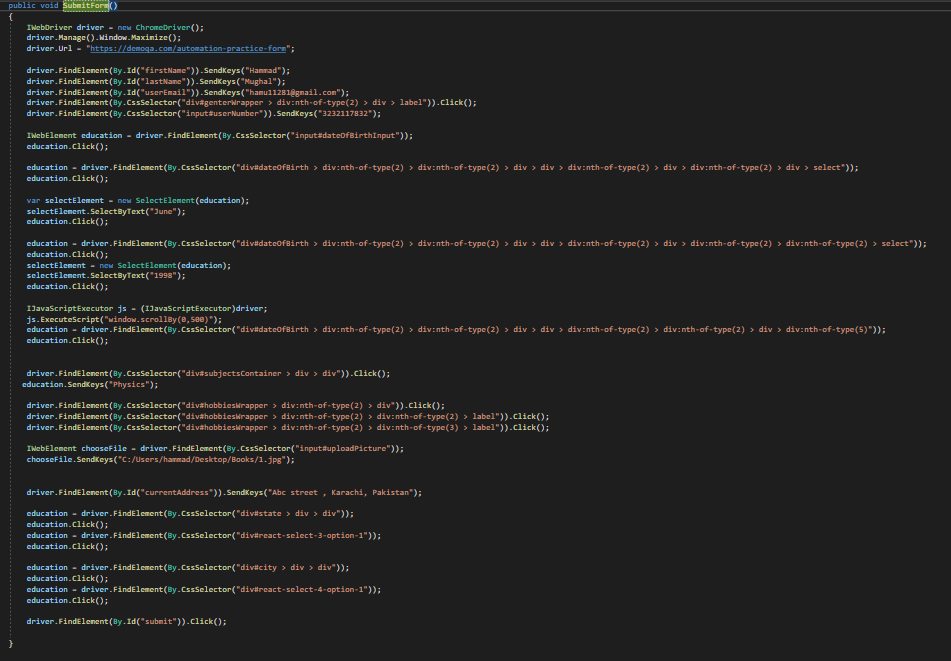 public void SubmitForm()
{
IWebDriver driver = new ChromeDriver();
driver.Manage().Window.Maximize();
driver.Url = "https://demoqa.com/automation-practice-form";
driver.FindElement(By.Id("firstName")).SendKeys("Hammad");
driver.FindElement(By.Id("lastName")).SendKeys("Mughal");
driver.FindElement(By.Id("userEmail")).SendKeys("hamu11281@gmail.com");
driver.FindElement(By.CssSelector("div#genterWrapper > div:nth-of-type(2) > div > label")).Click();
driver.FindElement(By.CssSelector("input#userNumber")).SendKeys("3232117832");
IWebElement education = driver.FindElement(By.CssSelector("input#dateOfBirthInput"));
education.Click();
education = driver.FindElement(By.CssSelector("div#dateOfBirth > div:nth-of-type(2) > div:nth-of-type(2) > div > div > div:nth-of-type(2) > div > div:nth-of-type(2) > div > select"));
education.Click();
var selectElement = new SelectElement(education);
selectElement.SelectByText("June");
education.Click();
education = driver.FindElement(By.CssSelector("div#dateOfBirth > div:nth-of-type(2) > div:nth-of-type(2) > div > div > div:nth-of-type(2) > div > div:nth-of-type(2) > div:nth-of-type(2) > select"));
education.Click();
selectElement = new SelectElement(education);
selectElement.SelectByText("1998");
education.Click();
IJavaScriptExecutor js = (IJavaScriptExecutor)driver;
js.ExecuteScript("window.scrollBy(0,500)");
education = driver.FindElement(By.CssSelector("div#dateOfBirth > div:nth-of-type(2) > div:nth-of-type(2) > div > div > div:nth-of-type(2) > div:nth-of-type(2) > div > div:nth-of-type(5)"));
education.Click();
driver.FindElement(By.CssSelector("div#subjectsContainer > div > div")).Click();
education.SendKeys("Physics");
driver.FindElement(By.CssSelector("div#hobbiesWrapper > div:nth-of-type(2) > div")).Click();
driver.FindElement(By.CssSelector("div#hobbiesWrapper > div:nth-of-type(2) > div:nth-of-type(2) > label")).Click();
driver.FindElement(By.CssSelector("div#hobbiesWrapper > div:nth-of-type(2) > div:nth-of-type(3) > label")).Click();
IWebElement chooseFile = driver.FindElement(By.CssSelector("input#uploadPicture"));
chooseFile.SendKeys("C:/Users/hammad/Desktop/Books/1.jpg");
driver.FindElement(By.Id("currentAddress")).SendKeys("Abc street , Karachi, Pakistan");
education = driver.FindElement(By.CssSelector("div#state > div > div"));
education.Click();
education = driver.FindElement(By.CssSelector("div#react-select-3-option-1"));
education.Click();
education = driver.FindElement(By.CssSelector("div#city > div > div"));
education.Click();
education = driver.FindElement(By.CssSelector("div#react-select-4-option-1"));
education.Click();
driver.FindElement(By.Id("submit")).Click();
}